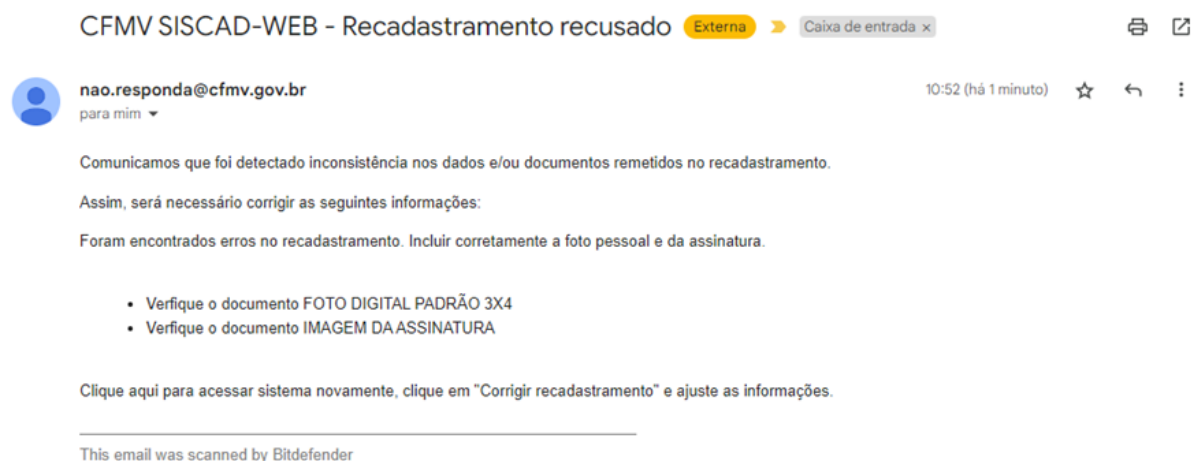 CFMV SISCAD-WEB - Recadastramento recusado Externa Caixa de entrada x
nao.responda@cfmv.gov.br 10:52 (há 1 minuto)
para mim
Comunicamos que foi detectado inconsistência nos dados e/ou documentos remetidos no recadastramento.
Assim, será necessário corrigir as seguintes informações:
Foram encontrados erros no recadastramento. Incluir corretamente a foto pessoal e da assinatura.
• Verfique o documento FOTO DIGITAL PADRÃO 3X4
• Verfique o documento IMAGEM DA ASSINATURA
Clique aqui para acessar sistema novamente, clique em "Corrigir recadastramento" e ajuste as informações.
This email was scanned by Bitdefender